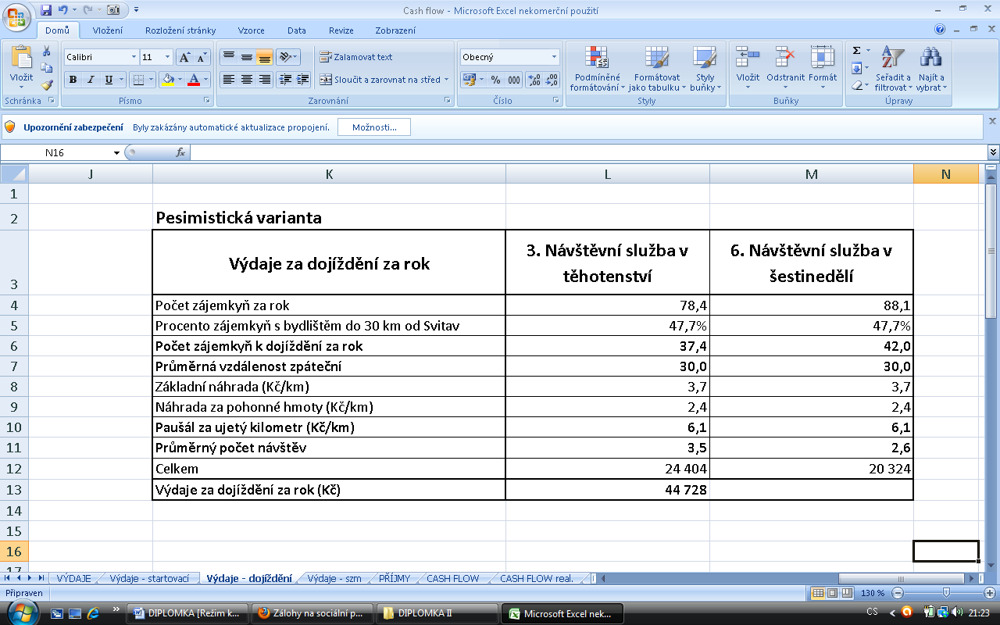 Cash flow - Microsoft Excel nekomerční použití
Domů Vložení Rozložení stránky Vzorce Data Revize Zobrazení
Vložit
Schránka
Calibri 11
B I U
Písmo
Zalamovat text
Sloučit a zarovnat na střed
Zarovnání
Obecný
% 000
Číslo
Podmíněné formátování
Formátovat jako tabulku
Styly buňky
Styly
Vložit Odstranit Formát
Buňky
Seřadit a filtrovat
Najít a vybrat
Úpravy
Upozornění zabezpečení Byly zakázány automatické aktualizace propojení. Možnosti...
N16 fx
J K L M N
1
2 Pesimistická varianta
3 Výdaje za dojíždění za rok 3. Návštěvní služba v těhotenství 6. Návštěvní služba v šestinedělí
4 Počet zájemkyň za rok 78,4 88,1
5 Procento zájemkyň s bydlištěm do 30 km od Svitav 47,7% 47,7%
6 Počet zájemkyň k dojíždění za rok 37,4 42,0
7 Průměrná vzdálenost zpáteční 30,0 30,0
8 Základní náhrada (Kč/km) 3,7 3,7
9 Náhrada za pohonné hmoty (Kč/km) 2,4 2,4
10 Paušál za ujetý kilometr (Kč/km) 6,1 6,1
11 Průměrný počet návštěv 3,5 2,6
12 Celkem 24 404 20 324
13 Výdaje za dojíždění za rok (Kč) 44 728
14
15
16
17
VÝDAJE Výdaje - startovací Výdaje - dojíždění Výdaje - szm PŘÍJMY CASH FLOW CASH FLOW real.
Připraven 130 %
DIPLOMKA [Režim k... Zálohy na sociální p... DIPLOMKA II Microsoft Excel nek... CS 21:23